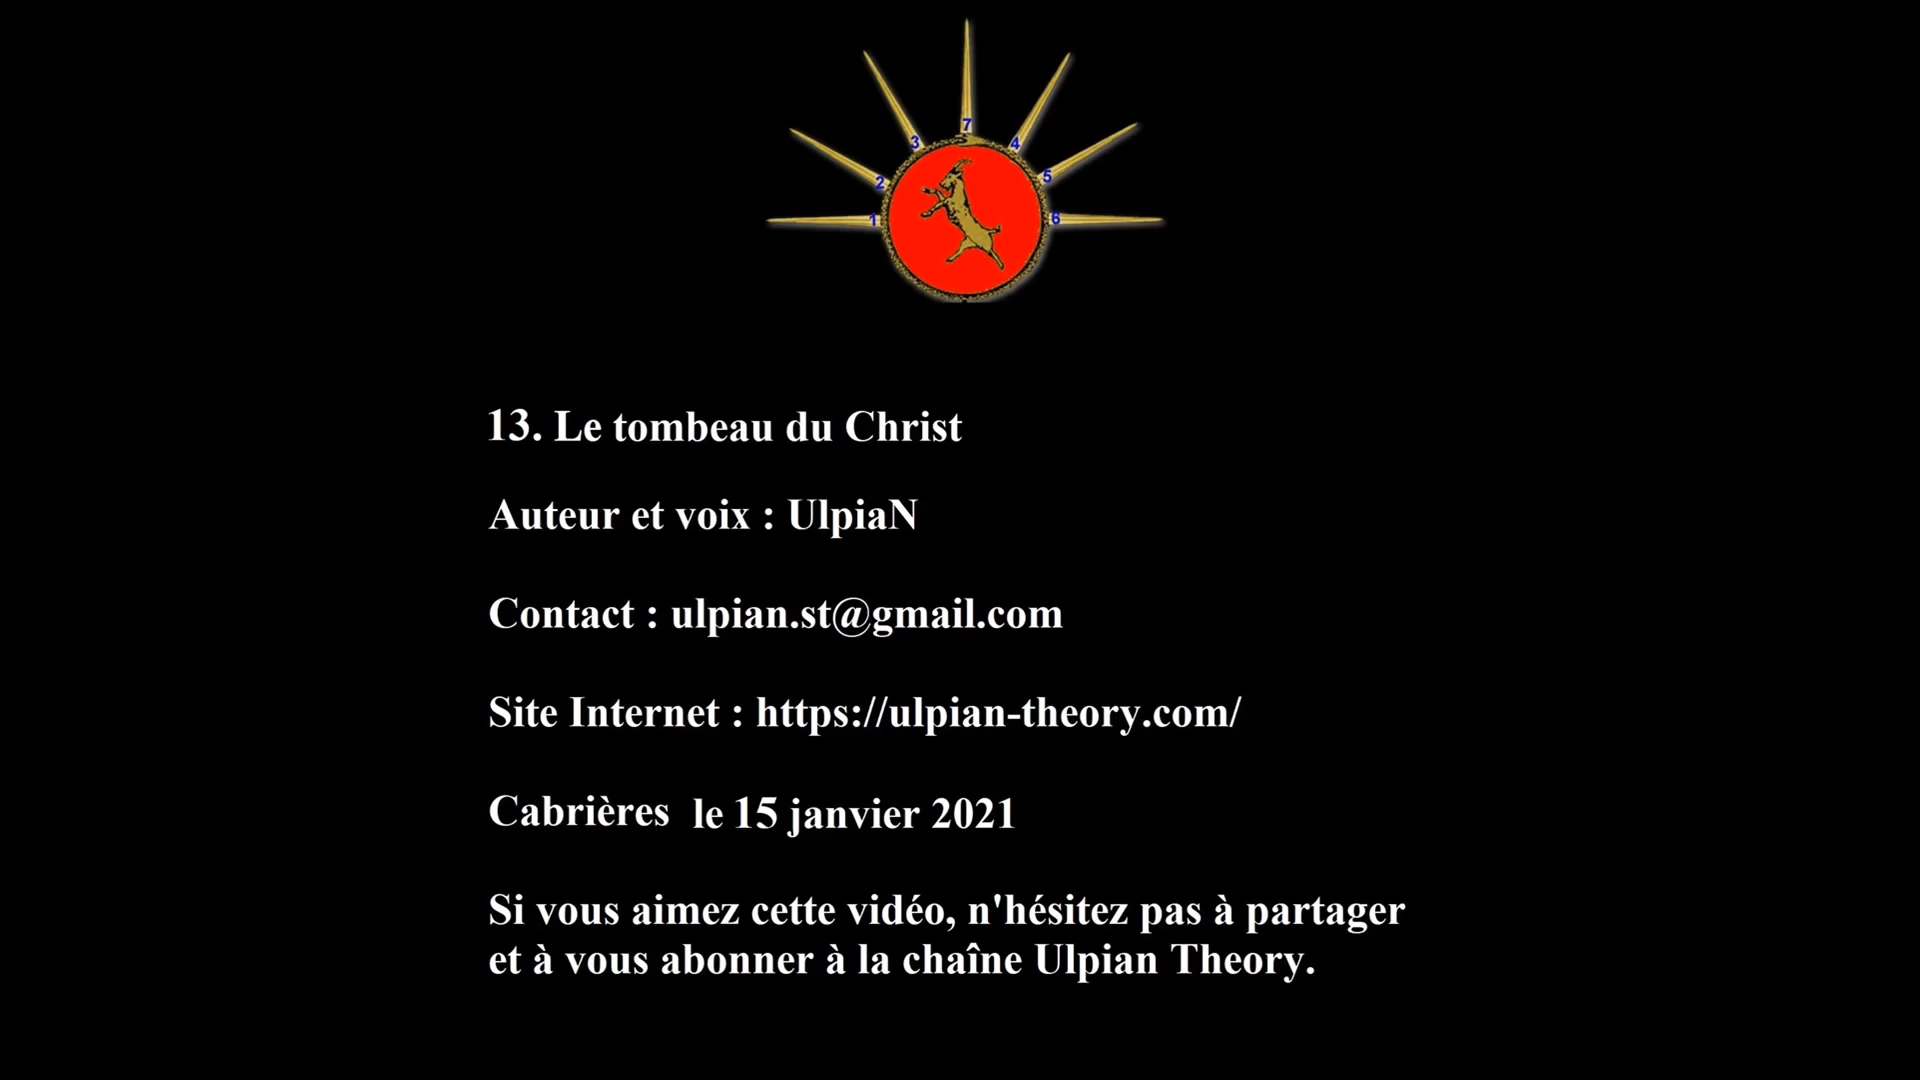 7
3
4
2
5
1
6
13. Le tombeau du Christ
Auteur et voix : UlpiaN
Contact : ulpian.st@gmail.com
Site Internet : https://ulpian-theory.com/
Cabrières le 15 janvier 2021
Si vous aimez cette vidéo, n'hésitez pas à partager
et à vous abonner à la chaîne Ulpian Theory.